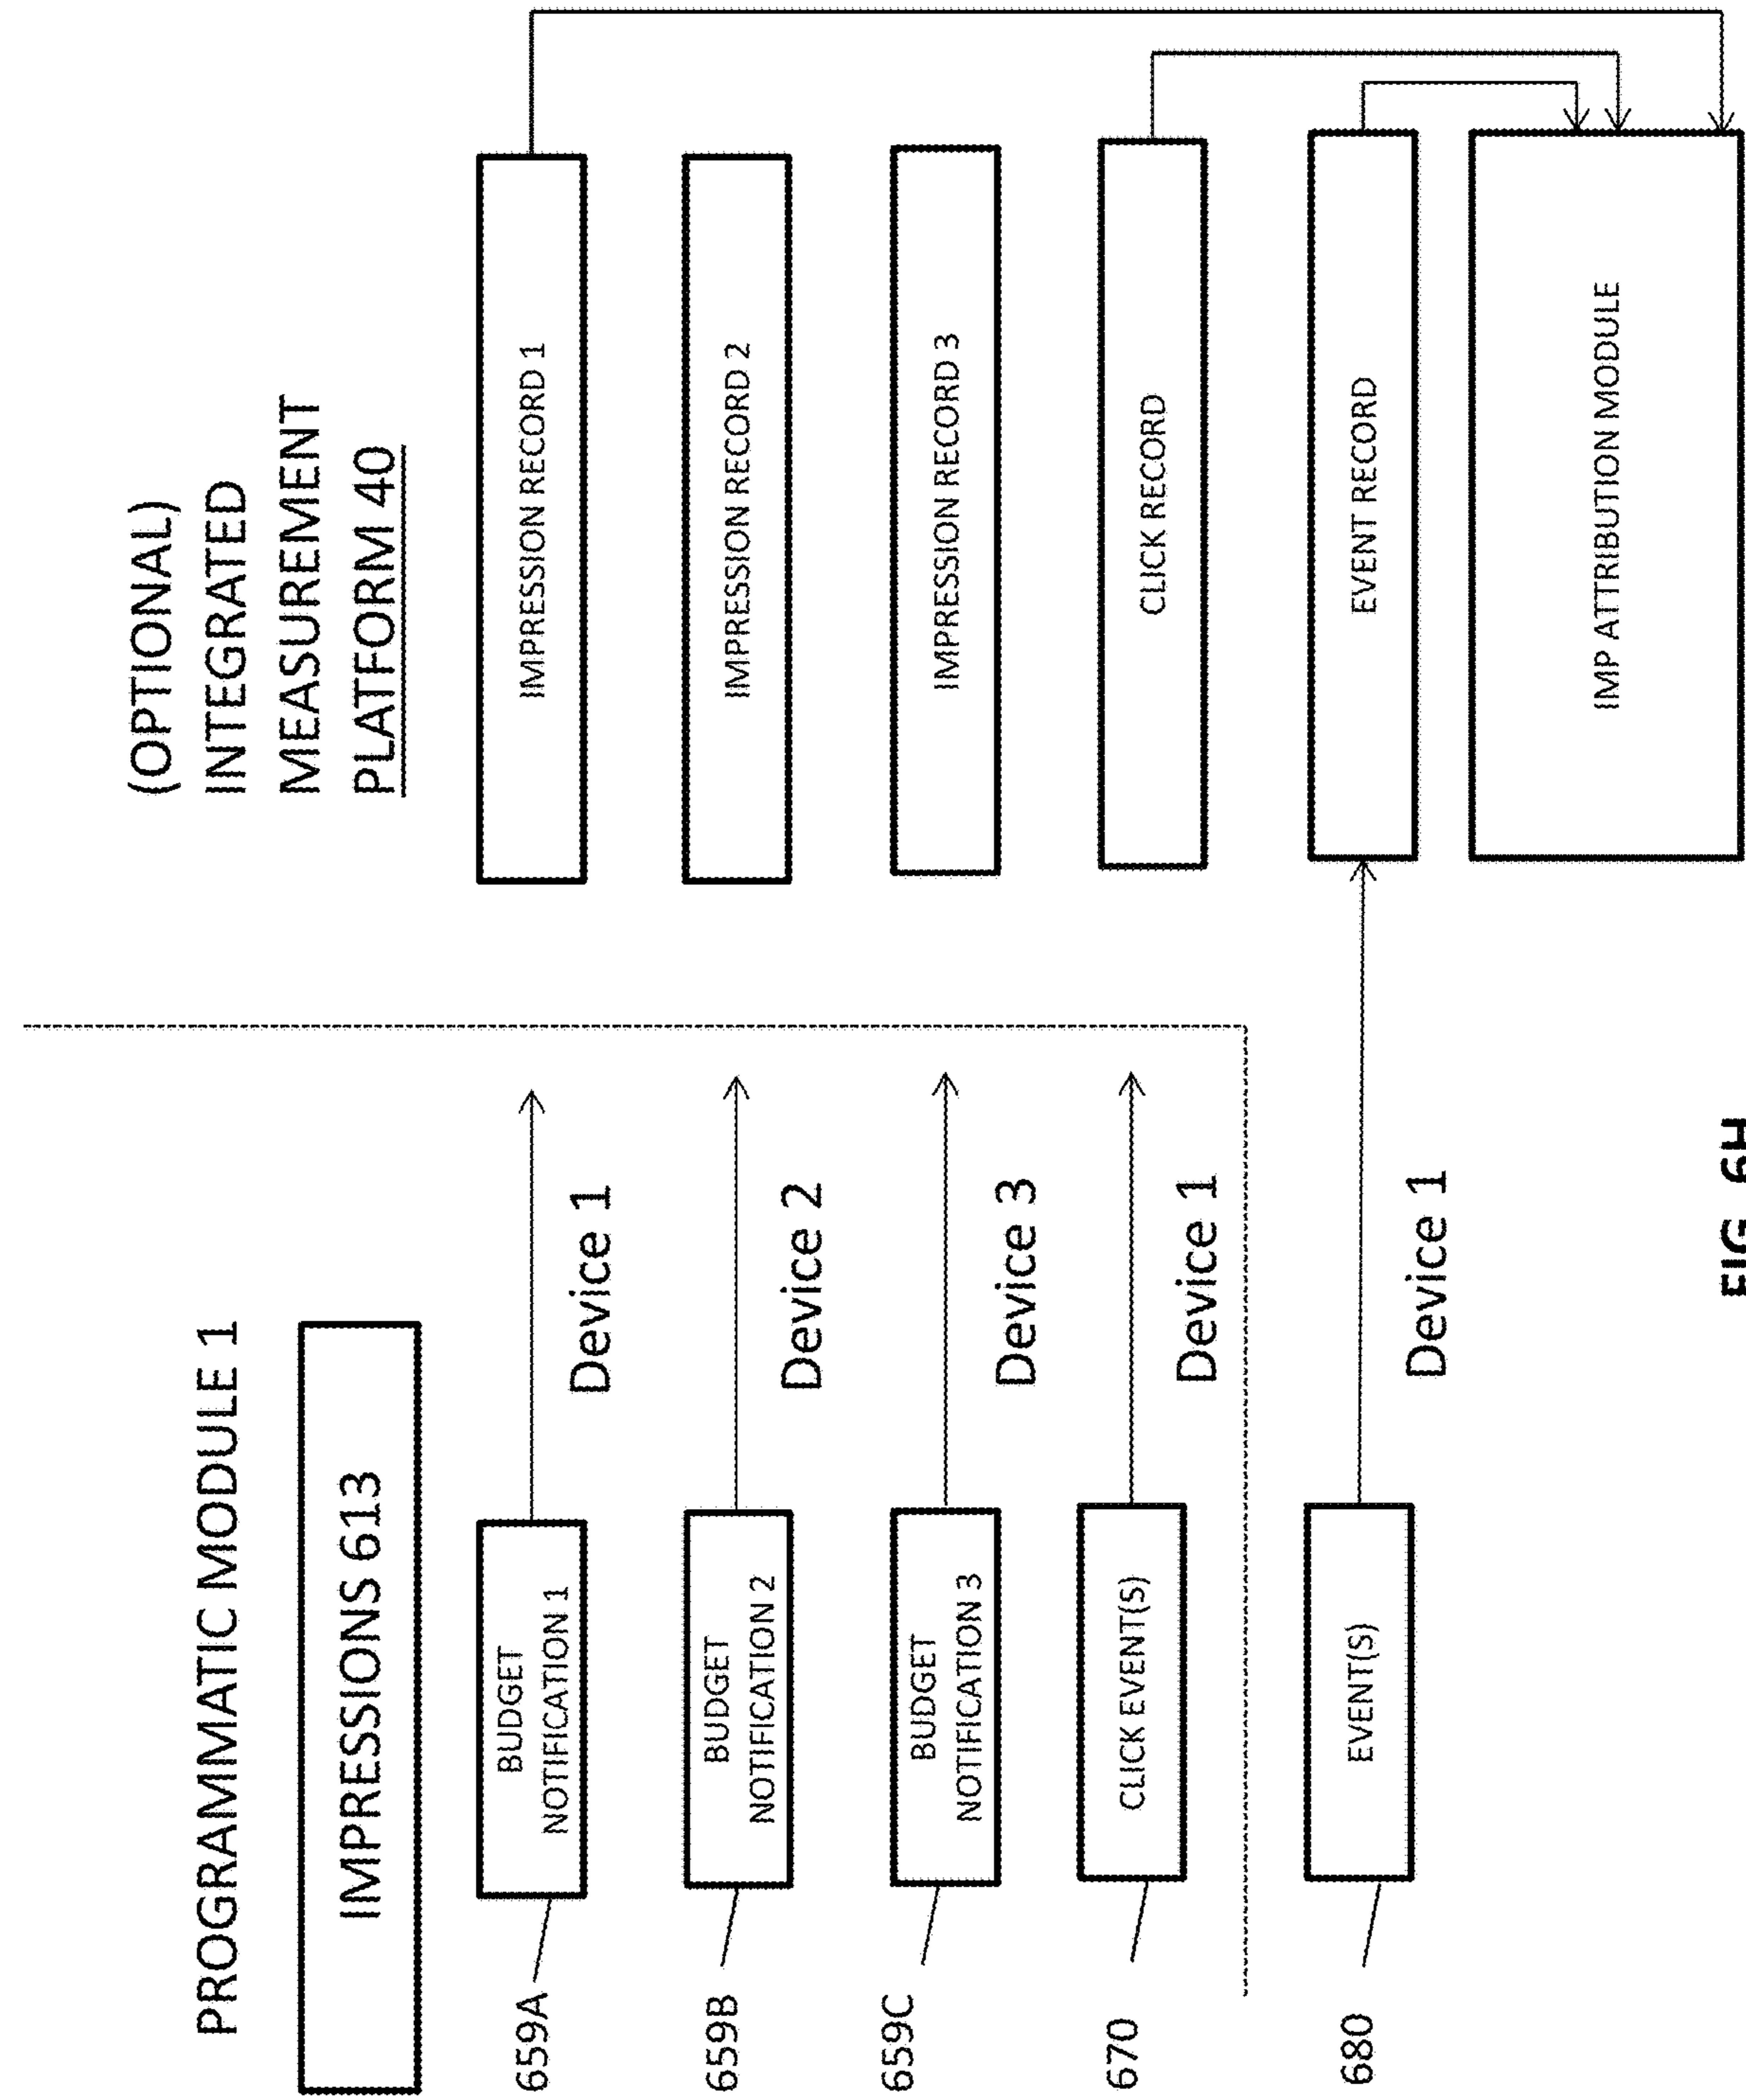 PROGRAMMATIC MODULE 1
IMPRESSIONS 613
(OPTIONAL)
INTEGRATED
MEASUREMENT
PLATFORM 40
659A
BUDGET
NOTIFICATION 1
Device 1
IMPRESSION RECORD 1
659B
BUDGET
NOTIFICATION 2
Device 2
IMPRESSION RECORD 2
659C
BUDGET
NOTIFICATION 3
Device 3
IMPRESSION RECORD 3
670
CLICK EVENT(S)
Device 1
CLICK RECORD
680
EVENT(S)
Device 1
EVENT RECORD
IMP ATTRIBUTION MODULE
FIG. 6H